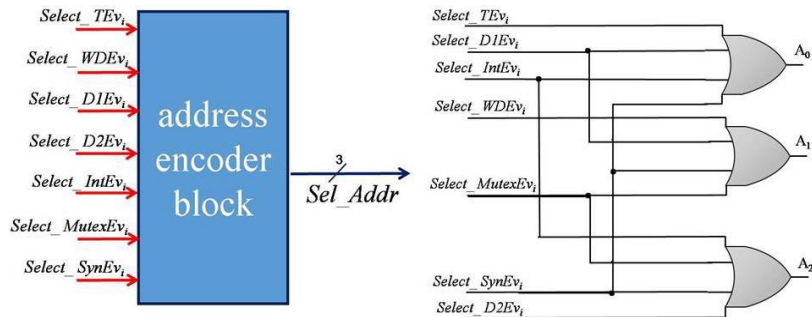 Select_TEvi
Select_WDEvi
Select_D1Evi
Select_D2Evi
Select_IntEvi
Select_MutexEvi
Select_SynEvi
address
encoder
block
3
Sel_Addr
Select_TEvi
Select_D1Evi
Select_IntEvi
Select_WDEvi
Select_MutexEvi
Select_SynEvi
Select_D2Evi
A0
A1
A2